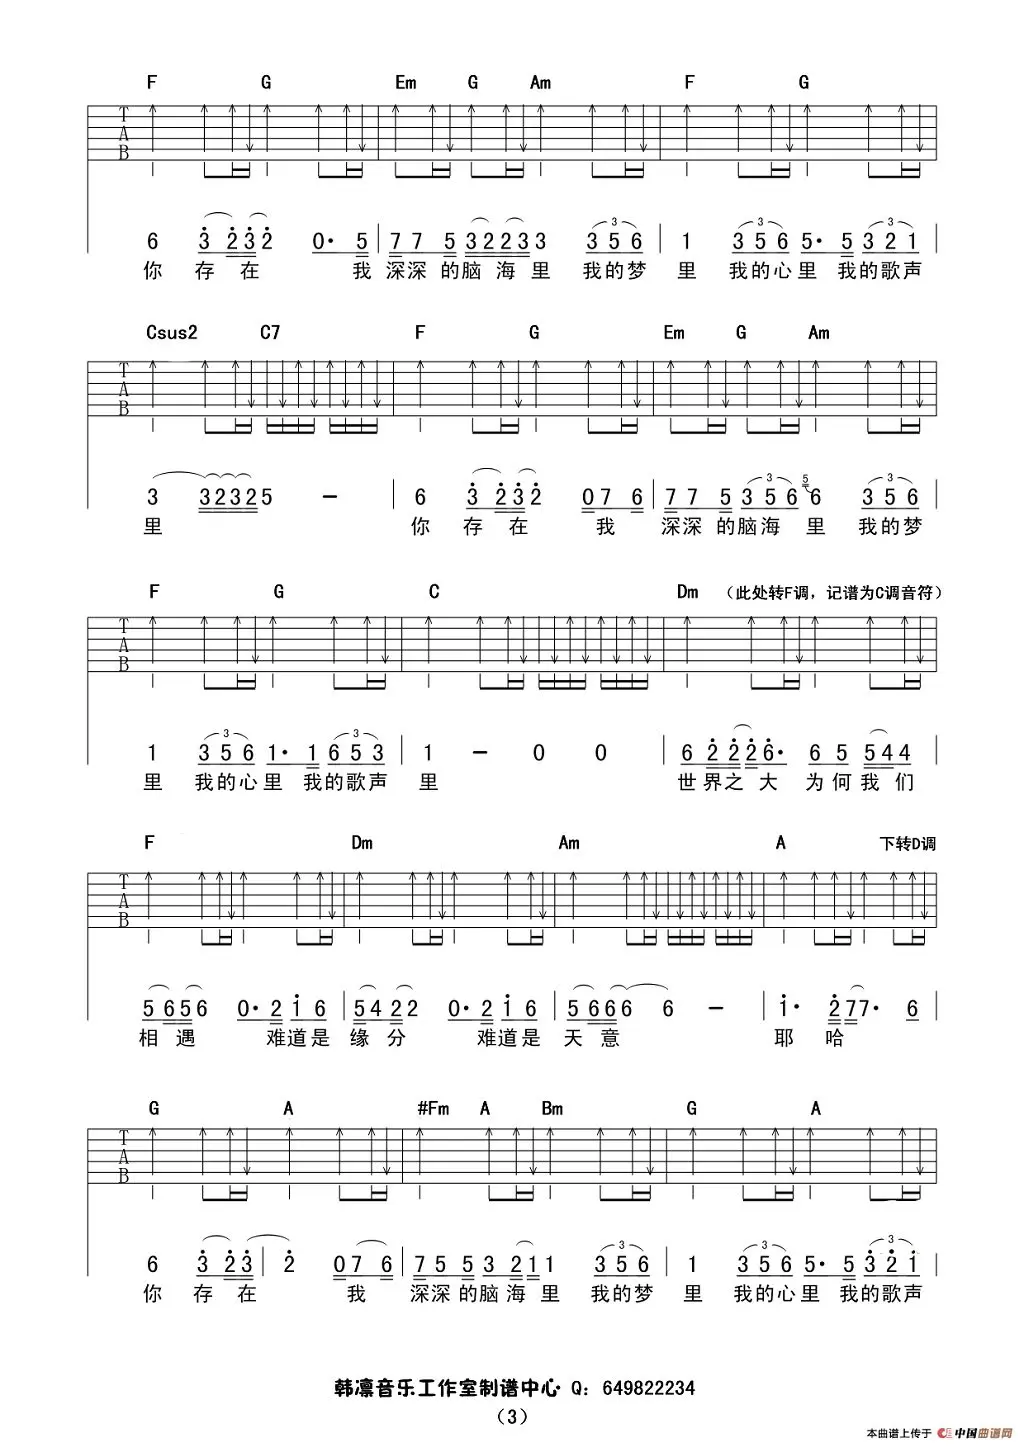 F G Em G Am F G
T
A
B
6 3 2 3 2 0· 5 7 7 5 3 2 2 3 3 3 5 6 1 3 5 6 5· 5 3 2 1
你 存 在 我 深深 的脑 海 里 我的梦 里 我的心 里 我的歌声
Csus2 C7 F G Em G Am
T
A
B
3 3 2 3 2 5 - 6 3 2 3 2 0 7 6 7 7 5 3 5 6 5 6 3 5 6
里 你 存 在 我 深深 的脑 海 里 我的梦
F G C Dm （此处转F调，记谱为C调音符）
T
A
B
1 3 5 6 1· 1 6 5 3 1 - 0 0 6 2 2 2 6· 6 5 5 4 4
里 我的心 里 我的歌声 里 世界之 大 为何我 们
F Dm Am A 下转D调
T
A
B
5 6 5 6 0· 2 1 6 5 4 2 2 0· 2 1 6 5 6 6 6 6 - 1· 2 7 7· 6
相 遇 难道是 缘 分 难道是 天 意 耶 哈
G A #Fm A Bm G A
T
A
B
6 3 2 3 2 0 7 6 7 5 5 3 2 1 1 3 5 6 1 3 5 6 5· 5 3 2 1
你 存 在 我 深深 的脑 海 里 我的梦 里 我的心 里 我的歌声
韩凛音乐工作室制谱中心 Q：649822234
（3）
本曲谱上传于 中国曲谱网